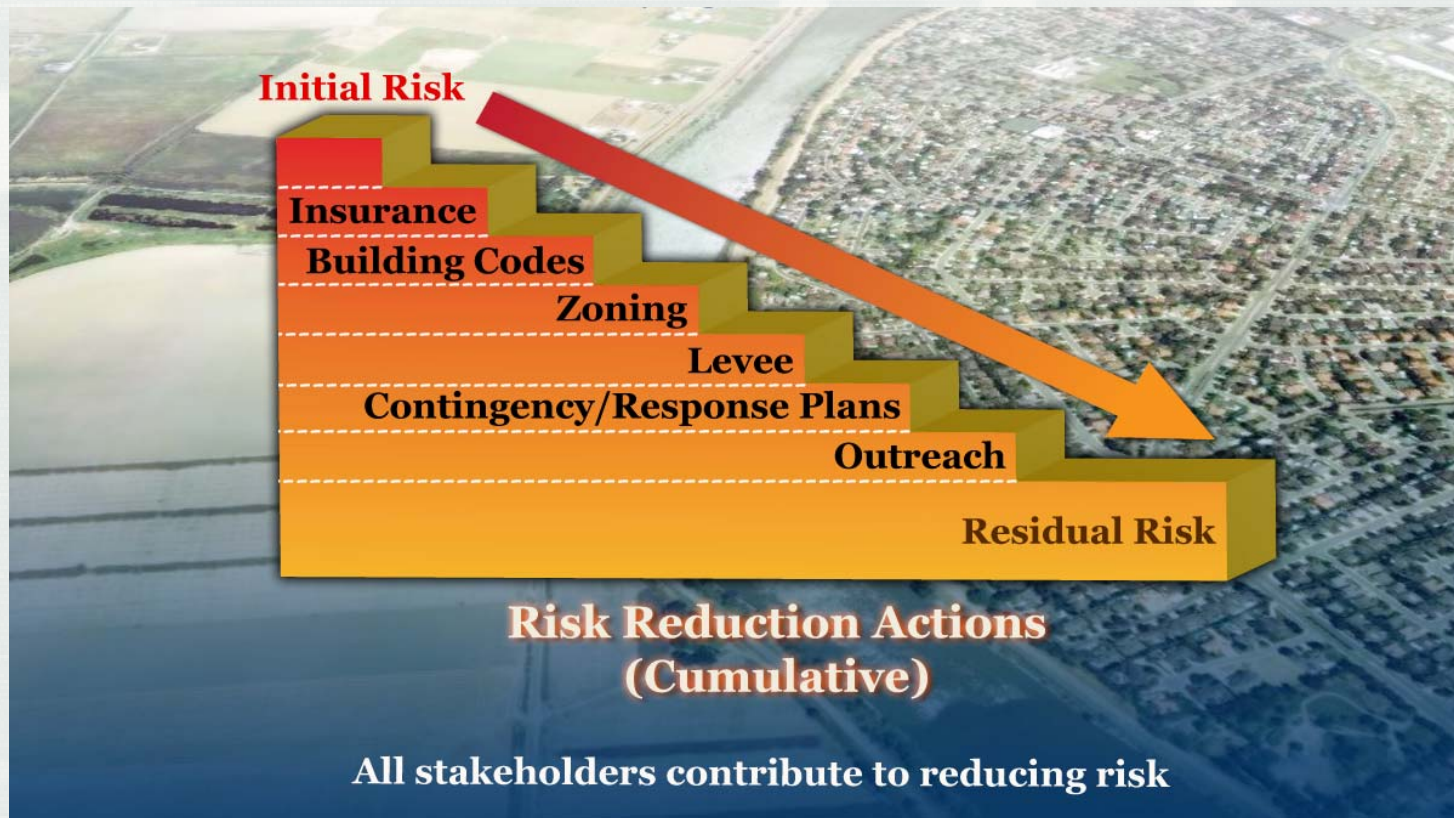 Initial Risk
Insurance
Building Codes
Zoning
Levee
Contingency/Response Plans
Outreach
Residual Risk
Risk Reduction Actions
(Cumulative)
All stakeholders contribute to reducing risk